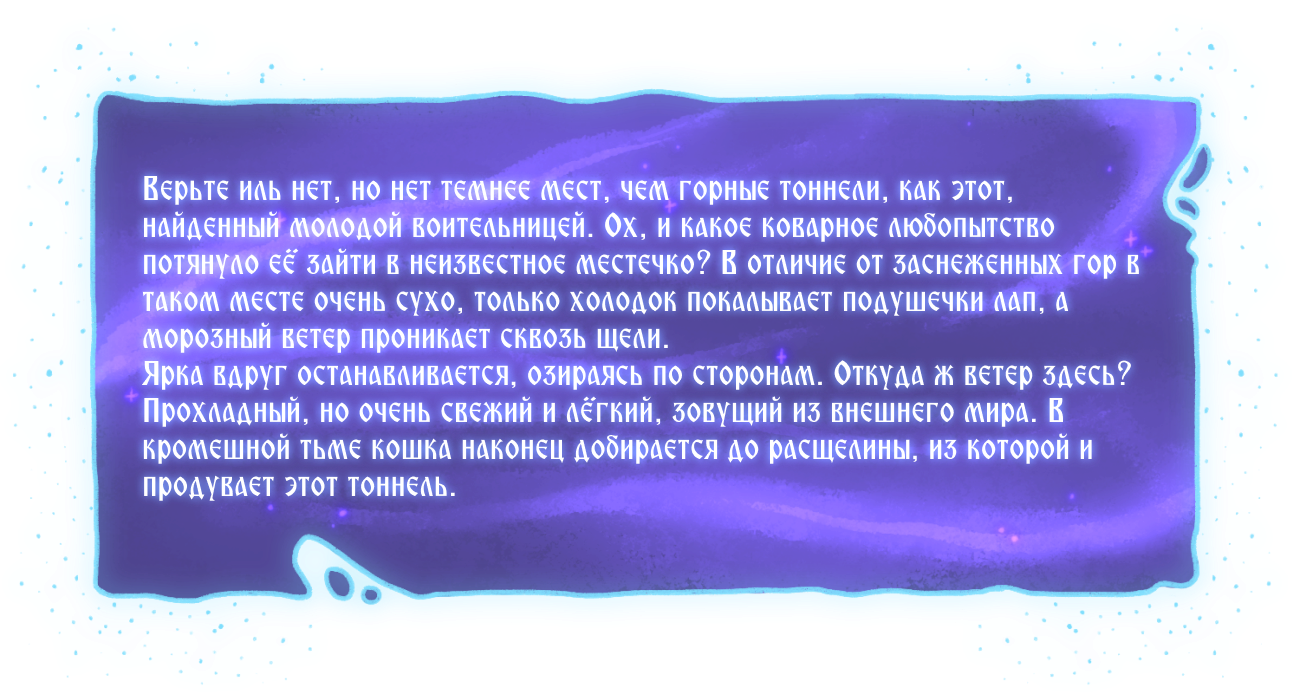 Верьте иль нет, но нет темнее мест, чем горные тоннели, как этот,
найденный молодой воительницей. Ох, и какое коварное любопытство
потянуло её зайти в неизвестное местечко? В отличие от заснеженных гор в
таком месте очень сухо, только холодок покалывает подушечки лап, а
морозный ветер проникает сквозь щели.
Ярка вдруг останавливается, озираясь по сторонам. Откуда ж ветер здесь?
Прохладный, но очень свежий и лёгкий, зовущий из внешнего мира. В
кромешной тьме кошка наконец добирается до расщелины, из которой и
продувает этот тоннель.